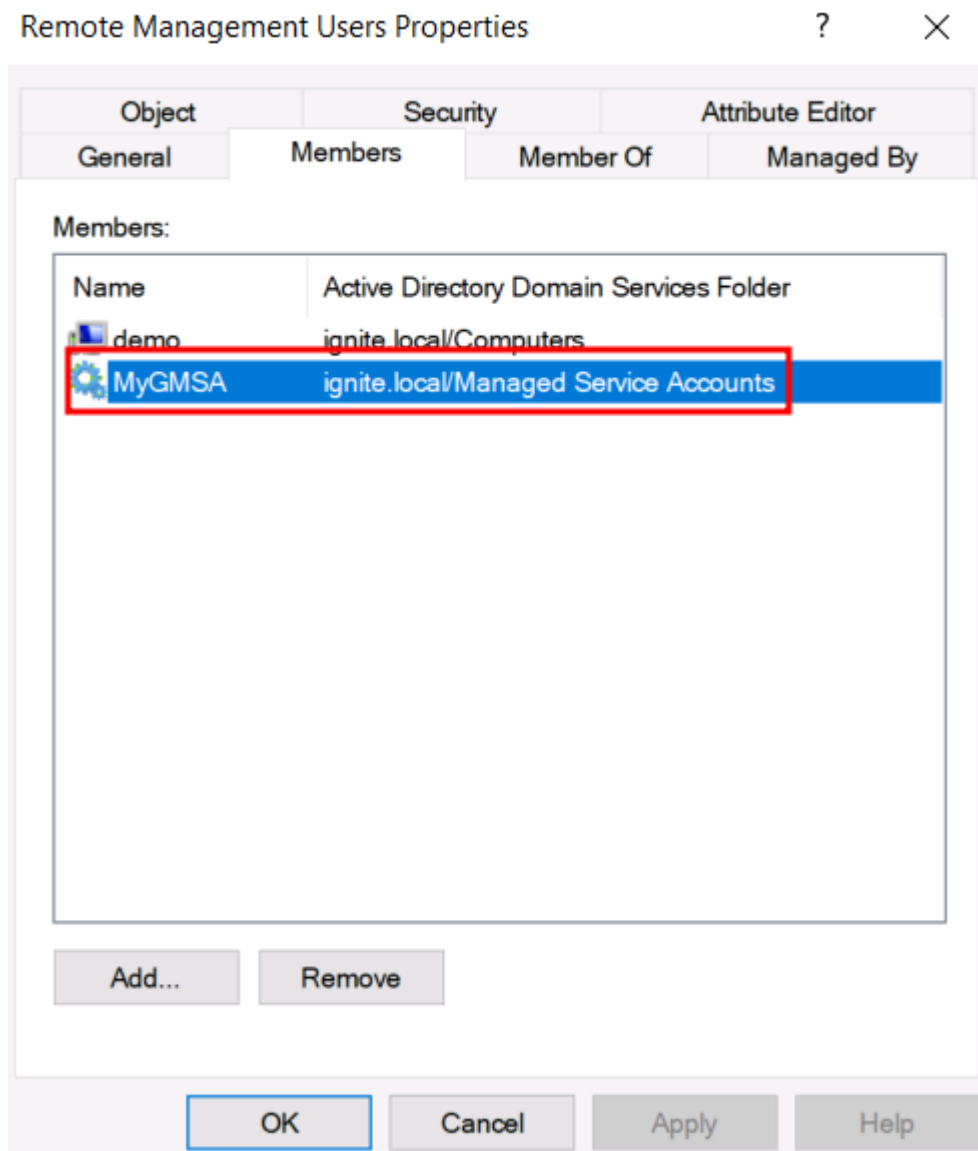 Remote Management Users Properties ? X
Object Security Attribute Editor
General Members Member Of Managed By
Members:
Name Active Directory Domain Services Folder
demo ignite.local/Computers
MyGMSA ignite.local/Managed Service Accounts
Add... Remove
OK Cancel Apply Help